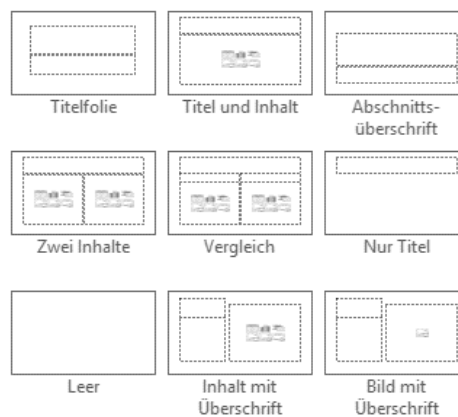 Titelfolie
Titel und Inhalt
Abschnitts-
überschrift
Zwei Inhalte
Vergleich
Nur Titel
Leer
Inhalt mit
Überschrift
Bild mit
Überschrift